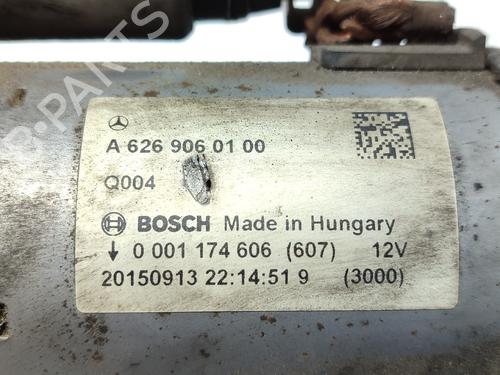 A 626 906 01 00
Q004
BOSCH Made in Hungary
0 001 174 606 (607) 12V
20150913 22:14:51 9 (3000)
B-PARTS